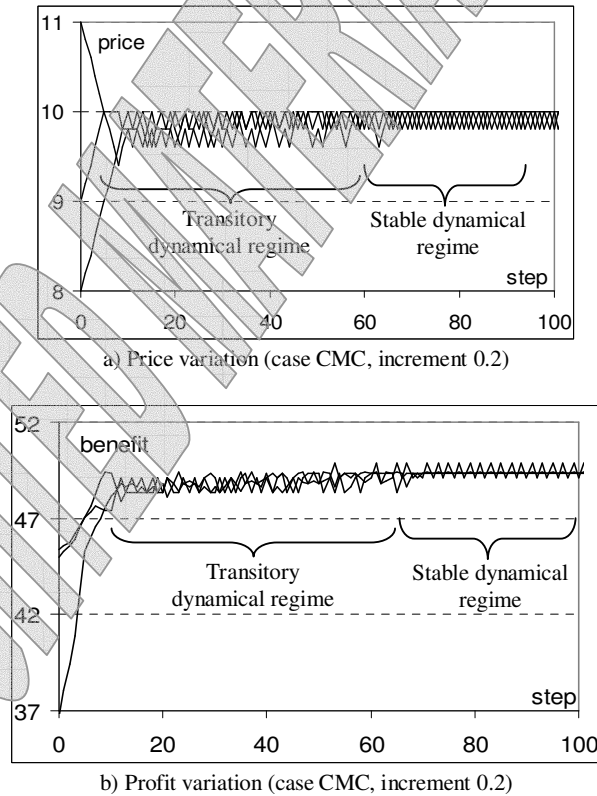 11
price
10
9
Transitory
dynamical regime
Stable dynamical
regime
8
step
0 20 40 60 80 100
a) Price variation (case CMC, increment 0.2)
52
benefit
47
Transitory
dynamical regime
Stable dynamical
regime
42
step
37
0 20 40 60 80 100
b) Profit variation (case CMC, increment 0.2)